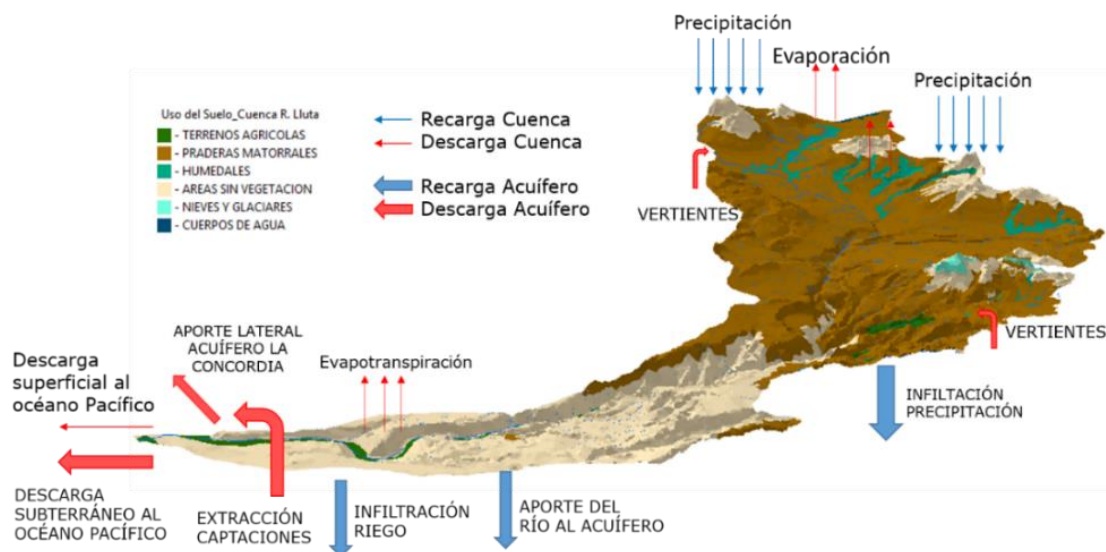 Precipitación
Evaporación
Precipitación
Uso del Suelo_Cuenca R. Lluta
- TERRENOS AGRICOLAS
- PRADERAS MATORRALES
- HUMEDALES
- AREAS SIN VEGETACION
- NIEVES Y GLACIARES
- CUERPOS DE AGUA
Recarga Cuenca
Descarga Cuenca
Recarga Acuífero
Descarga Acuífero
VERTIENTES
VERTIENTES
APORTE LATERAL
ACUÍFERO LA
CONCORDIA
Evapotranspiración
Descarga
superficial al
océano Pacífico
INFILTACIÓN
PRECIPITACIÓN
DESCARGA
SUBTERRÁNEO AL
OCÉANO PACÍFICO
EXTRACCIÓN
CAPTACIONES
INFILTRACIÓN
RIEGO
APORTE DEL
RÍO AL ACUÍFERO